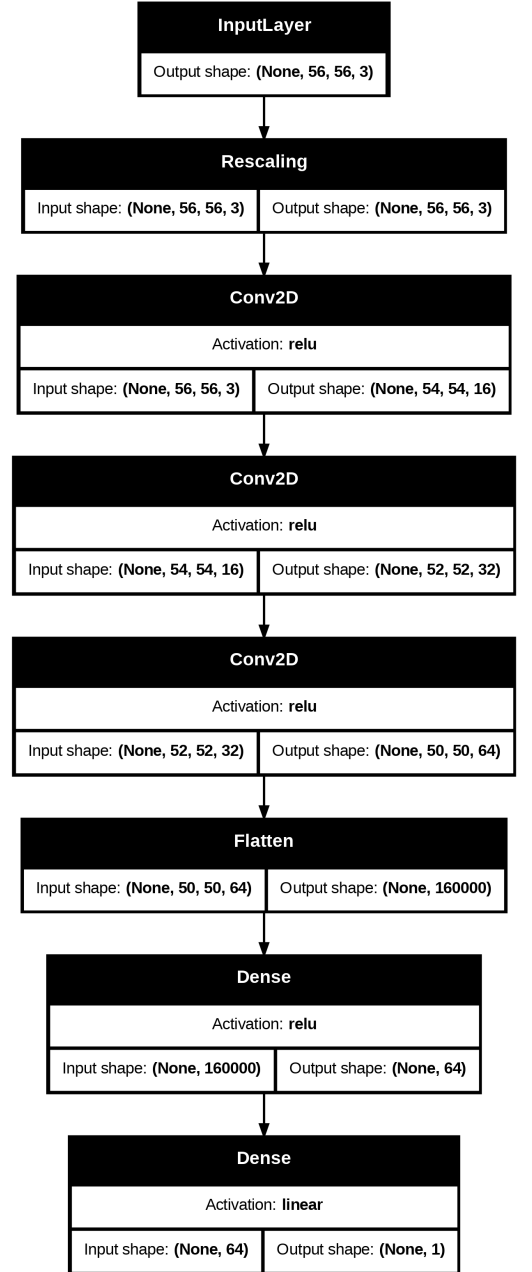 InputLayer
Output shape: (None, 56, 56, 3)
Rescaling
Input shape: (None, 56, 56, 3) Output shape: (None, 56, 56, 3)
Conv2D
Activation: relu
Input shape: (None, 56, 56, 3) Output shape: (None, 54, 54, 16)
Conv2D
Activation: relu
Input shape: (None, 54, 54, 16) Output shape: (None, 52, 52, 32)
Conv2D
Activation: relu
Input shape: (None, 52, 52, 32) Output shape: (None, 50, 50, 64)
Flatten
Input shape: (None, 50, 50, 64) Output shape: (None, 160000)
Dense
Activation: relu
Input shape: (None, 160000) Output shape: (None, 64)
Dense
Activation: linear
Input shape: (None, 64) Output shape: (None, 1)